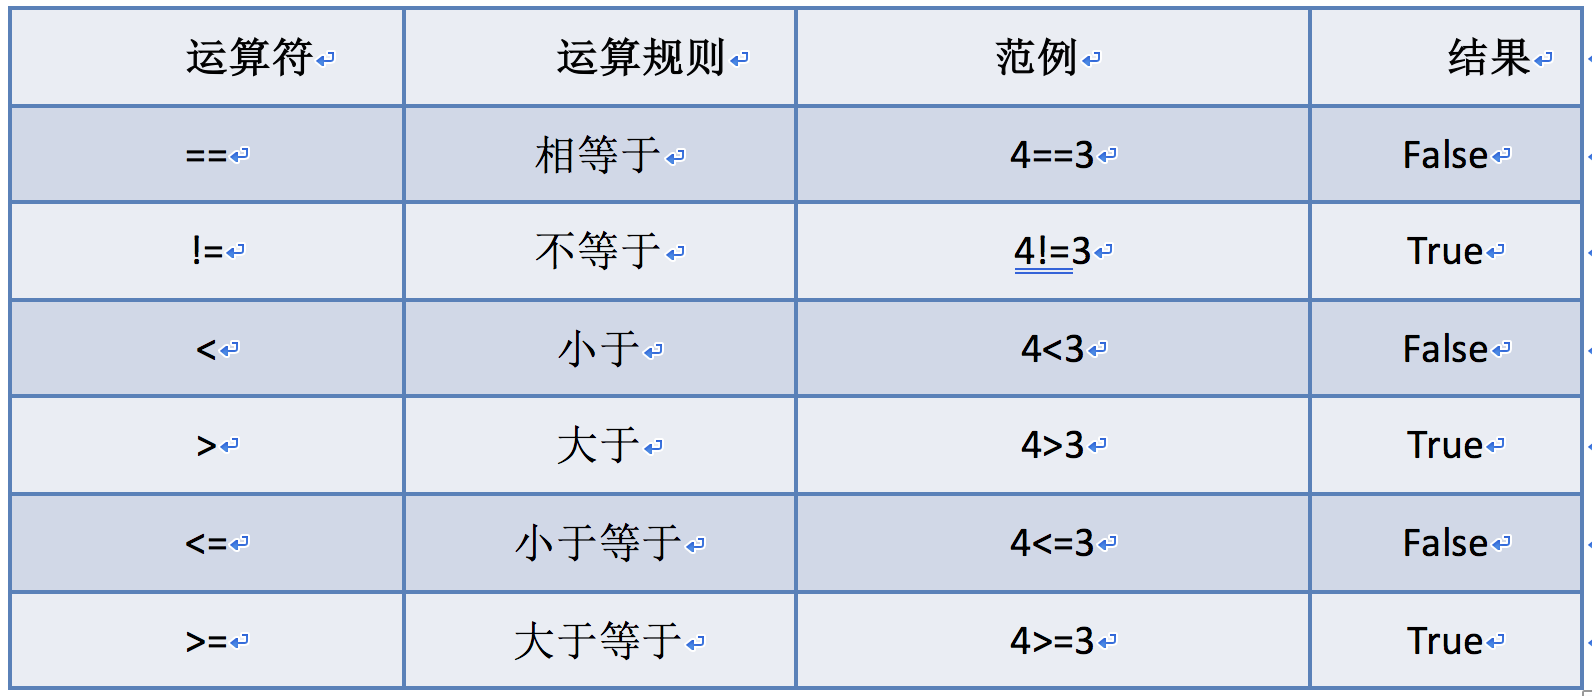 运算符 运算规则 范例 结果
== 相等于 4==3 False
!= 不等于 4!=3 True
< 小于 4<3 False
> 大于 4>3 True
<= 小于等于 4<=3 False
>= 大于等于 4>=3 True